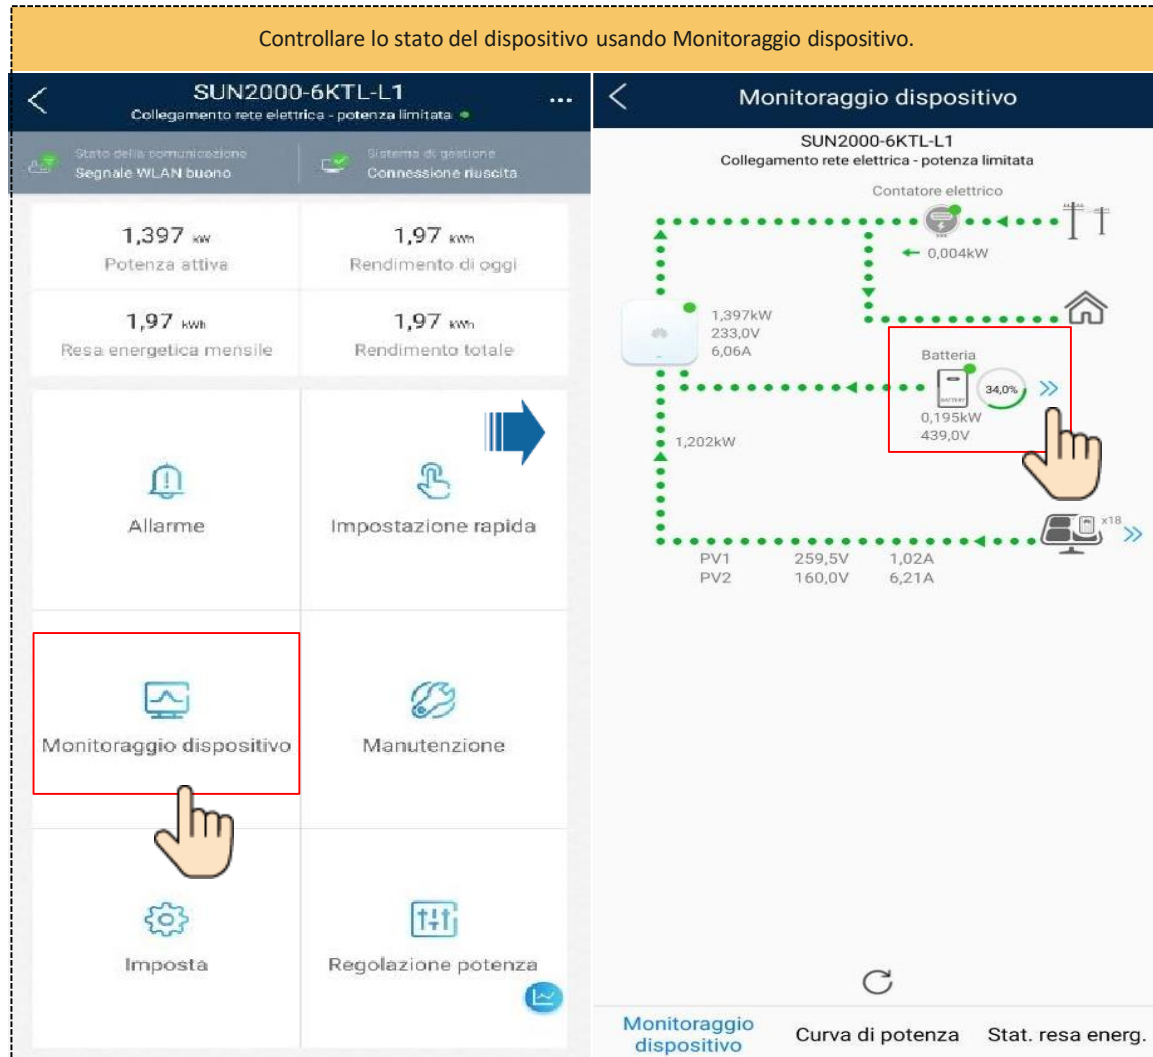 Controllare lo stato del dispositivo usando Monitoraggio dispositivo.
SUN2000-6KTL-L1
...
Collegamento rete elettrica - potenza limitata
Stato della comunicazione
Segnale WLAN buono
Sistema di gestione
Connessione riuscita
1,397 kW
Potenza attiva
1,97 kWh
Rendimento di oggi
1,97 kWh
Resa energetica mensile
1,97 kWh
Rendimento totale
Allarme
Impostazione rapida
Monitoraggio dispositivo
Manutenzione
Imposta
Regolazione potenza
Monitoraggio dispositivo
SUN2000-6KTL-L1
Collegamento rete elettrica - potenza limitata
Contatore elettrico
0,004kW
1,397kW
233,0V
6,06A
Batteria
BATTERY
34,0%
0,195kW
439,0V
1,202kW
x18
PV1 259,5V 1,02A
PV2 160,0V 6,21A
Monitoraggio
dispositivo
Curva di potenza
Stat. resa energ.